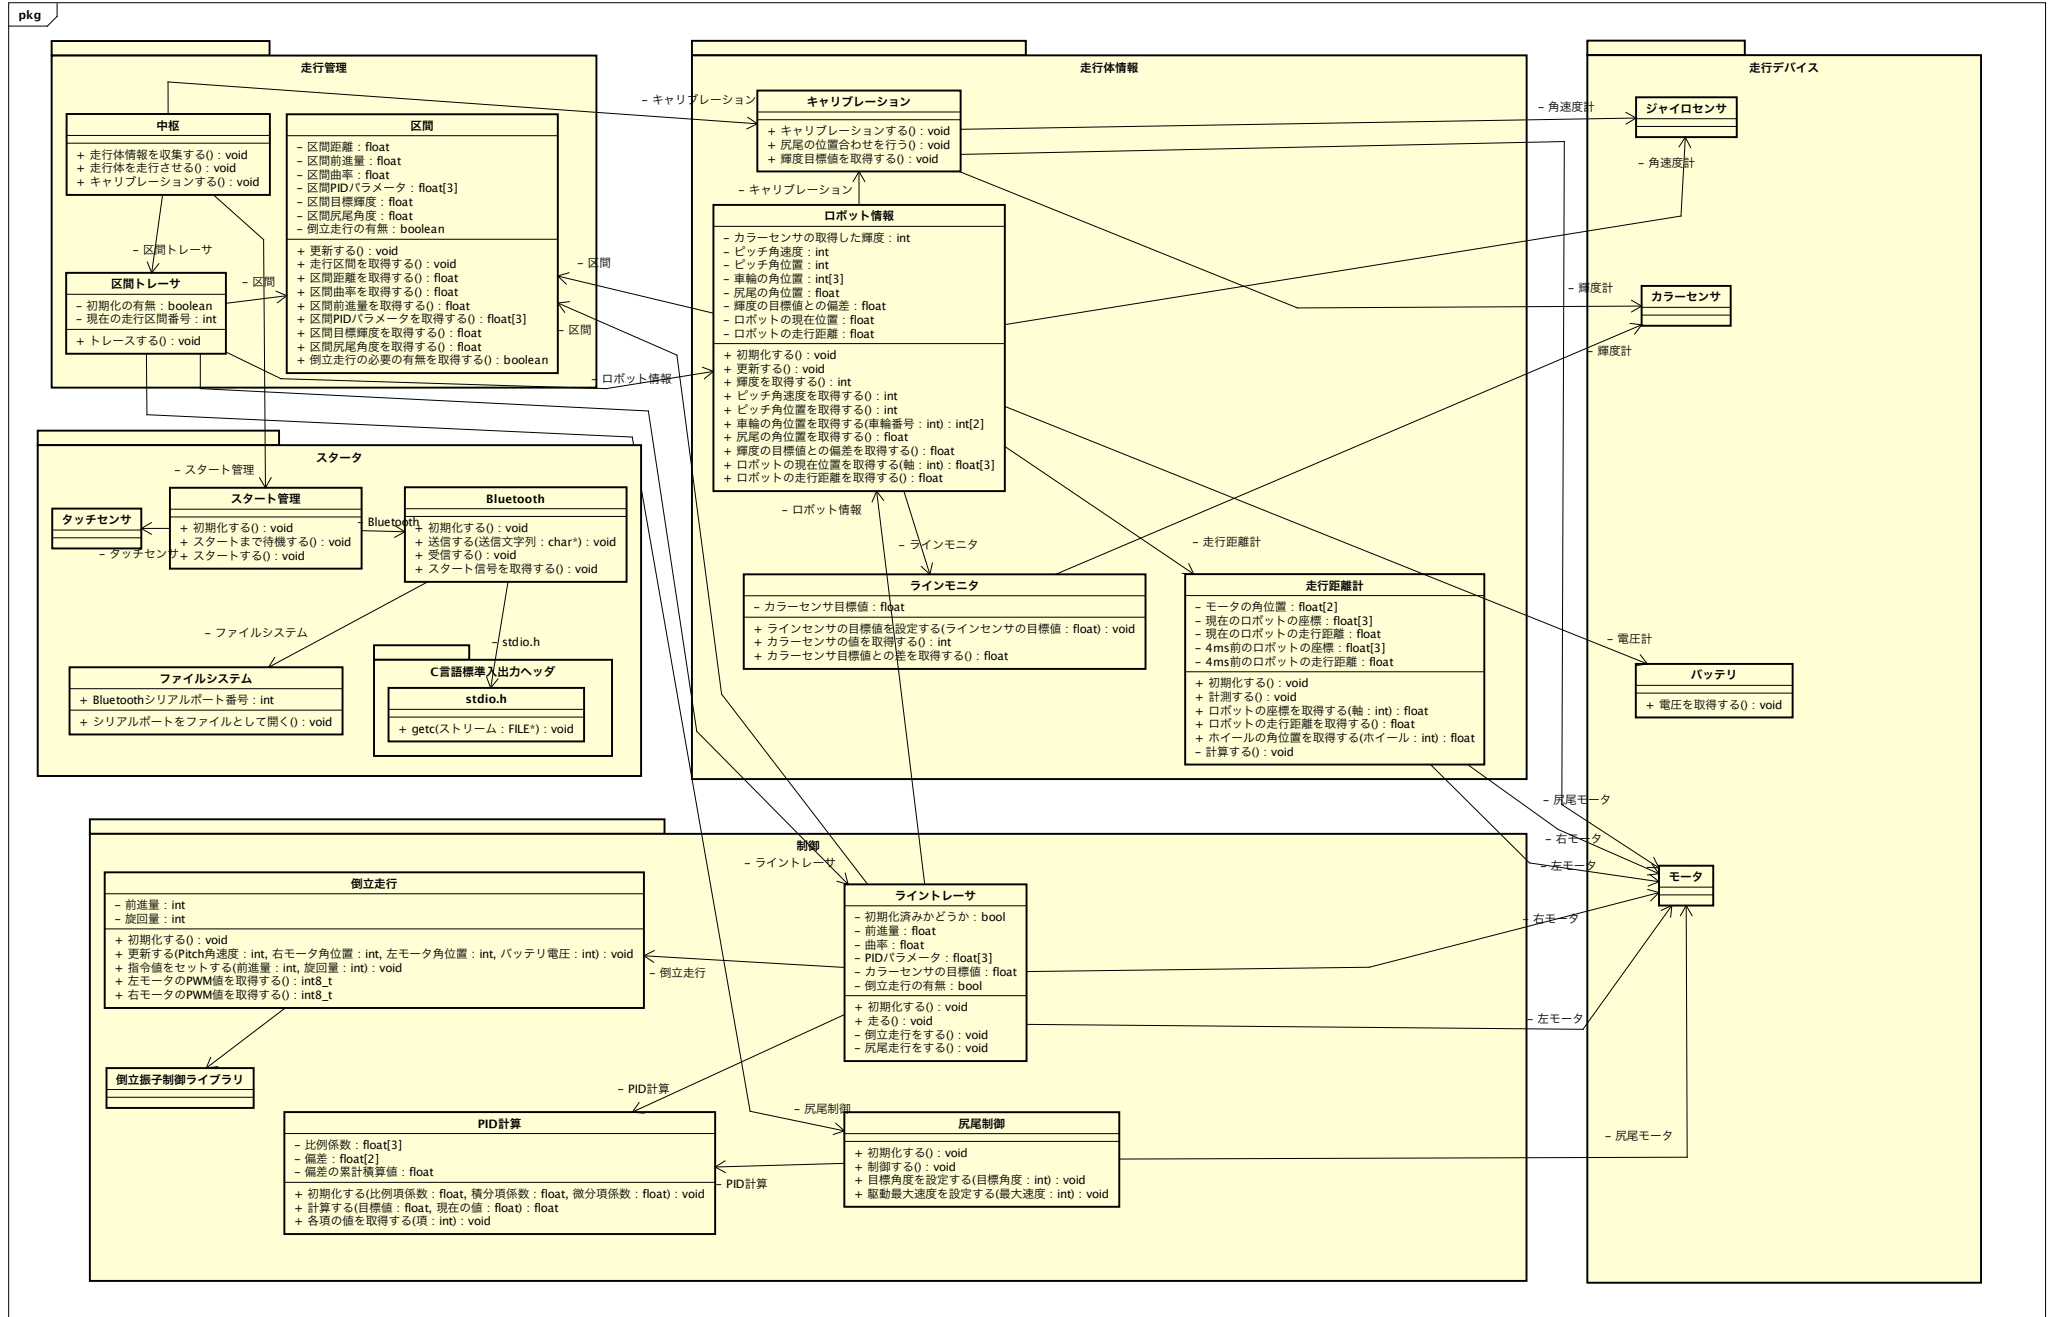 pkg
走行管理
中枢
+ 走行体情報を収集する() : void
+ 走行体を走行させる() : void
+ キャリブレーションする() : void
区間
– 区間距離 : float
– 区間前進量 : float
– 区間曲率 : float
– 区間PIDパラメータ : float[3]
– 区間目標輝度 : float
– 区間尻尾角度 : float
– 倒立走行の有無 : boolean
+ 更新する() : void
+ 走行区間を取得する() : void
+ 区間距離を取得する() : float
+ 区間曲率を取得する() : float
+ 区間前進量を取得する() : float
+ 区間PIDパラメータを取得する() : float[3]
+ 区間目標輝度を取得する() : float
+ 区間尻尾角度を取得する() : float
+ 倒立走行の必要の有無を取得する() : boolean
– 区間トレーサ
区間トレーサ
– 初期化の有無 : boolean
– 現在の走行区間番号 : int
+ トレースする() : void
– 区間
– 区間
– 区間
– ロボット情報
スタータ
– スタート管理
スタート管理
+ 初期化する() : void
+ スタートまで待機する() : void
+ スタートする() : void
タッチセンサ
– タッチセンサ
– Bluetooth
Bluetooth
+ 初期化する() : void
+ 送信する(送信文字列 : char*) : void
+ 受信する() : void
+ スタート信号を取得する() : void
– ファイルシステム
– stdio.h
ファイルシステム
+ Bluetoothシリアルポート番号 : int
+ シリアルポートをファイルとして開く() : void
C言語標準入出力ヘッダ
stdio.h
+ getc(ストリーム : FILE*) : void
走行体情報
– キャリブレーション
キャリブレーション
+ キャリブレーションする() : void
+ 尻尾の位置合わせを行う() : void
+ 輝度目標値を取得する() : void
– キャリブレーション
ロボット情報
– カラーセンサの取得した輝度 : int
– ピッチ角速度 : int
– ピッチ角位置 : int
– 車輪の角位置 : int[3]
– 尻尾の角位置 : float
– 輝度の目標値との偏差 : float
– ロボットの現在位置 : float
– ロボットの走行距離 : float
+ 初期化する() : void
+ 更新する() : void
+ 輝度を取得する() : int
+ ピッチ角速度を取得する() : int
+ ピッチ角位置を取得する() : int
+ 車輪の角位置を取得する(車輪番号 : int) : int[2]
+ 尻尾の角位置を取得する() : float
+ 輝度の目標値との偏差を取得する() : float
+ ロボットの現在位置を取得する(軸 : int) : float[3]
+ ロボットの走行距離を取得する() : float
– ロボット情報
– ラインモニタ
– 走行距離計
ラインモニタ
– カラーセンサ目標値 : float
+ ラインセンサの目標値を設定する(ラインセンサの目標値 : float) : void
+ カラーセンサの値を取得する() : int
+ カラーセンサ目標値との差を取得する() : float
走行距離計
– モータの角位置 : float[2]
– 現在のロボットの座標 : float[3]
– 現在のロボットの走行距離 : float
– 4ms前のロボットの座標 : float[3]
– 4ms前のロボットの走行距離 : float
+ 初期化する() : void
+ 計測する() : void
+ ロボットの座標を取得する(軸 : int) : float
+ ロボットの走行距離を取得する() : float
+ ホイールの角位置を取得する(ホイール : int) : float
– 計算する() : void
走行デバイス
– 角速度計
ジャイロセンサ
– 角速度計
– 輝度計
カラーセンサ
– 輝度計
– 電圧計
バッテリ
+ 電圧を取得する() : void
– 尻尾モータ
– 右モータ
– 左モータ
モータ
– 右モータ
– 左モータ
– 尻尾モータ
制御
– ライントレーサ
倒立走行
– 前進量 : int
– 旋回量 : int
+ 初期化する() : void
+ 更新する(Pitch角速度 : int, 右モータ角位置 : int, 左モータ角位置 : int, バッテリ電圧 : int) : void
+ 指令値をセットする(前進量 : int, 旋回量 : int) : void
+ 左モータのPWM値を取得する() : int8_t
+ 右モータのPWM値を取得する() : int8_t
– 倒立走行
ライントレーサ
– 初期化済みかどうか : bool
– 前進量 : float
– 曲率 : float
– PIDパラメータ : float[3]
– カラーセンサの目標値 : float
– 倒立走行の有無 : bool
+ 初期化する() : void
+ 走る() : void
– 倒立走行をする() : void
– 尻尾走行をする() : void
倒立振子制御ライブラリ
– PID計算
PID計算
– 比例係数 : float[3]
– 偏差 : float[2]
– 偏差の累計積算値 : float
+ 初期化する(比例項係数 : float, 積分項係数 : float, 微分項係数 : float) : void
+ 計算する(目標値 : float, 現在の値 : float) : float
+ 各項の値を取得する(項 : int) : void
– PID計算
– 尻尾制御
尻尾制御
+ 初期化する() : void
+ 制御する() : void
+ 目標角度を設定する(目標角度 : int) : void
+ 駆動最大速度を設定する(最大速度 : int) : void